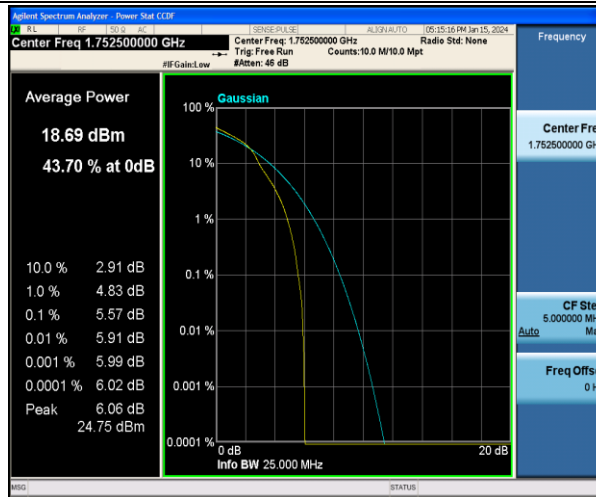 Agilent Spectrum Analyzer - Power Stat CCDF
RL RF 50 Ω AC SENSE:PULSE ALIGN AUTO 05:15:16 PM Jan 15, 2024
Center Freq 1.752500000 GHz
Center Freq: 1.752500000 GHz Radio Std: None
Trig: Free Run Counts:10.0 M/10.0 Mpt
#IFGain:Low #Atten: 46 dB
Frequency
Average Power
18.69 dBm
43.70 % at 0dB
10.0 % 2.91 dB
1.0 % 4.83 dB
0.1 % 5.57 dB
0.01 % 5.91 dB
0.001 % 5.99 dB
0.0001 % 6.02 dB
Peak 6.06 dB
24.75 dBm
Gaussian
100 %
10 %
1 %
0.1 %
0.01 %
0.001 %
0.0001 %
0 dB 20 dB
Info BW 25.000 MHz
Center Fre
1.752500000 GH
CF Ste
5.000000 MH
Auto Ma
Freq Offs
0 H
MSG STATUS